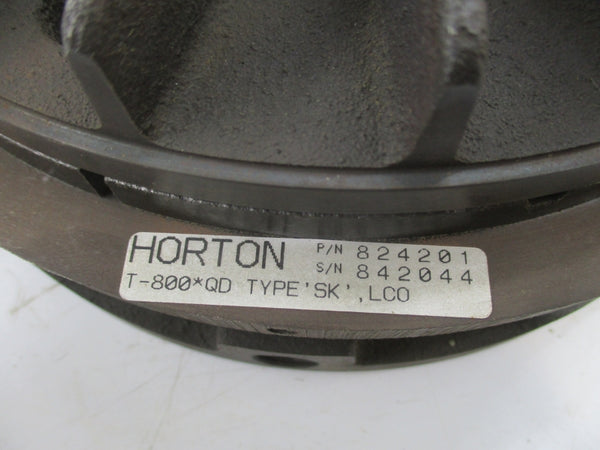 HORTON P/N 824201
S/N 842044
T-800*QD TYPE'SK',LCO